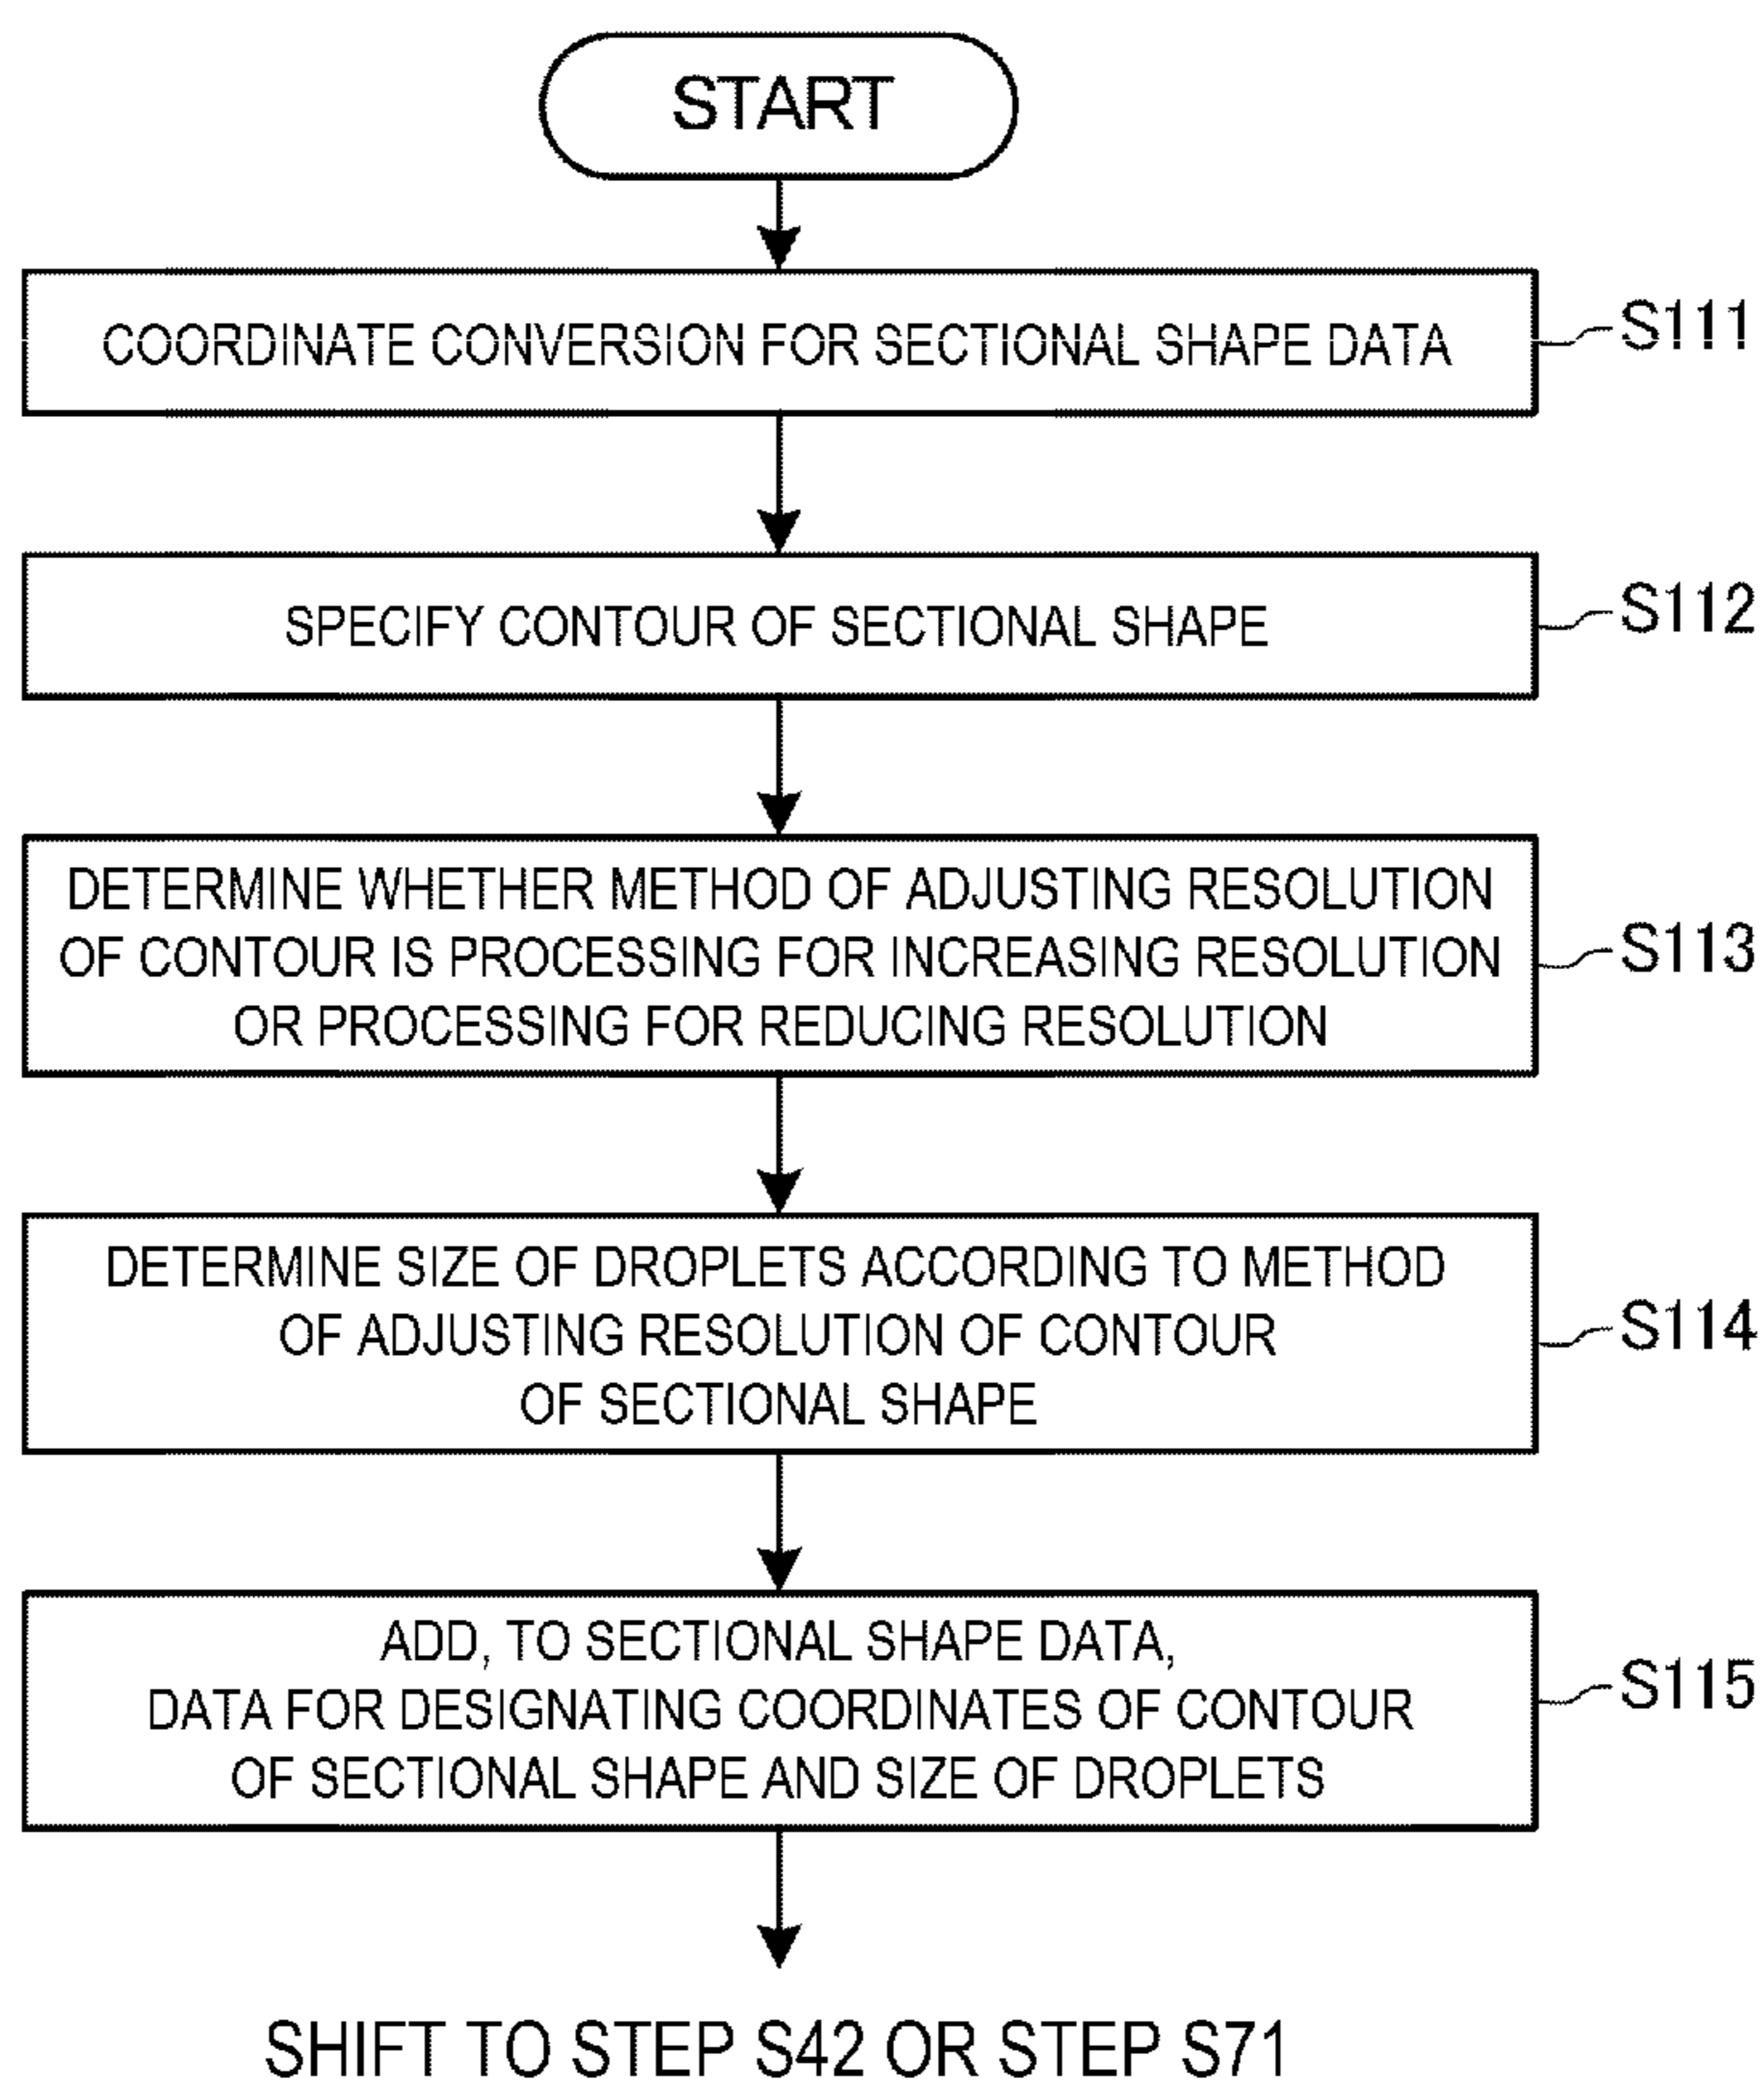 START
COORDINATE CONVERSION FOR SECTIONAL SHAPE DATA
S111
SPECIFY CONTOUR OF SECTIONAL SHAPE
S112
DETERMINE WHETHER METHOD OF ADJUSTING RESOLUTION
OF CONTOUR IS PROCESSING FOR INCREASING RESOLUTION
OR PROCESSING FOR REDUCING RESOLUTION
S113
DETERMINE SIZE OF DROPLETS ACCORDING TO METHOD
OF ADJUSTING RESOLUTION OF CONTOUR
OF SECTIONAL SHAPE
S114
ADD, TO SECTIONAL SHAPE DATA,
DATA FOR DESIGNATING COORDINATES OF CONTOUR
OF SECTIONAL SHAPE AND SIZE OF DROPLETS
S115
SHIFT TO STEP S42 OR STEP S71